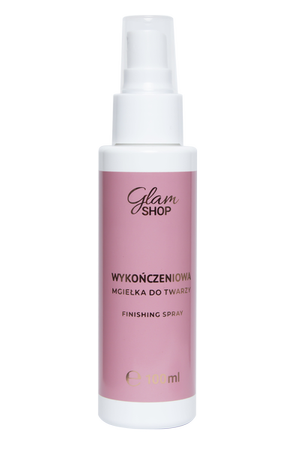 Glam
SHOP
WYKOŃCZENIOWA
MGIEŁKA DO TWARZY
FINISHING SPRAY
100ml